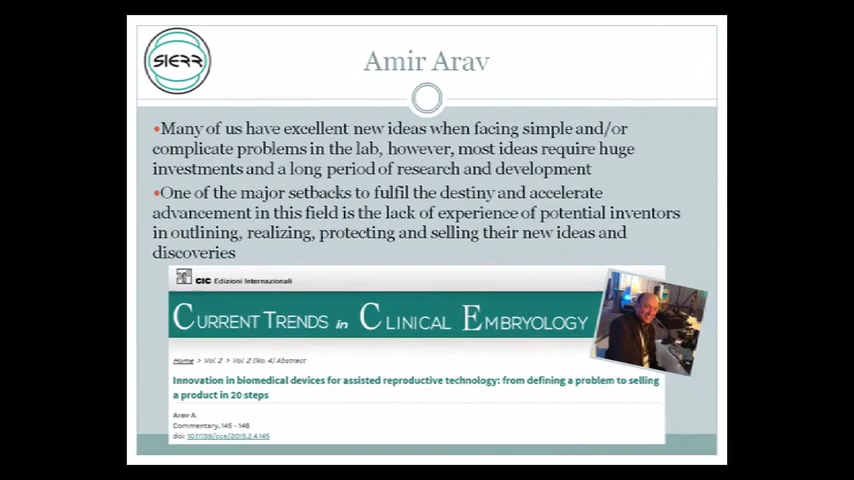 SIERR
Amir Arav
•Many of us have excellent new ideas when facing simple and/or
complicate problems in the lab, however, most ideas require huge
investments and a long period of research and development
•One of the major setbacks to fulfil the destiny and accelerate
advancement in this field is the lack of experience of potential inventors
in outlining, realizing, protecting and selling their new ideas and
discoveries
CIC Edizioni Internazionali
CURRENT TRENDS in CLINICAL EMBRYOLOGY
Home > Vol. 2 > Vol. 2 (No. 4) Abstract
Innovation in biomedical devices for assisted reproductive technology: from defining a problem to selling
a product in 20 steps
Arav A.
Commentary, 145 - 148
doi: 10.11138/cce/2015.2.4.145